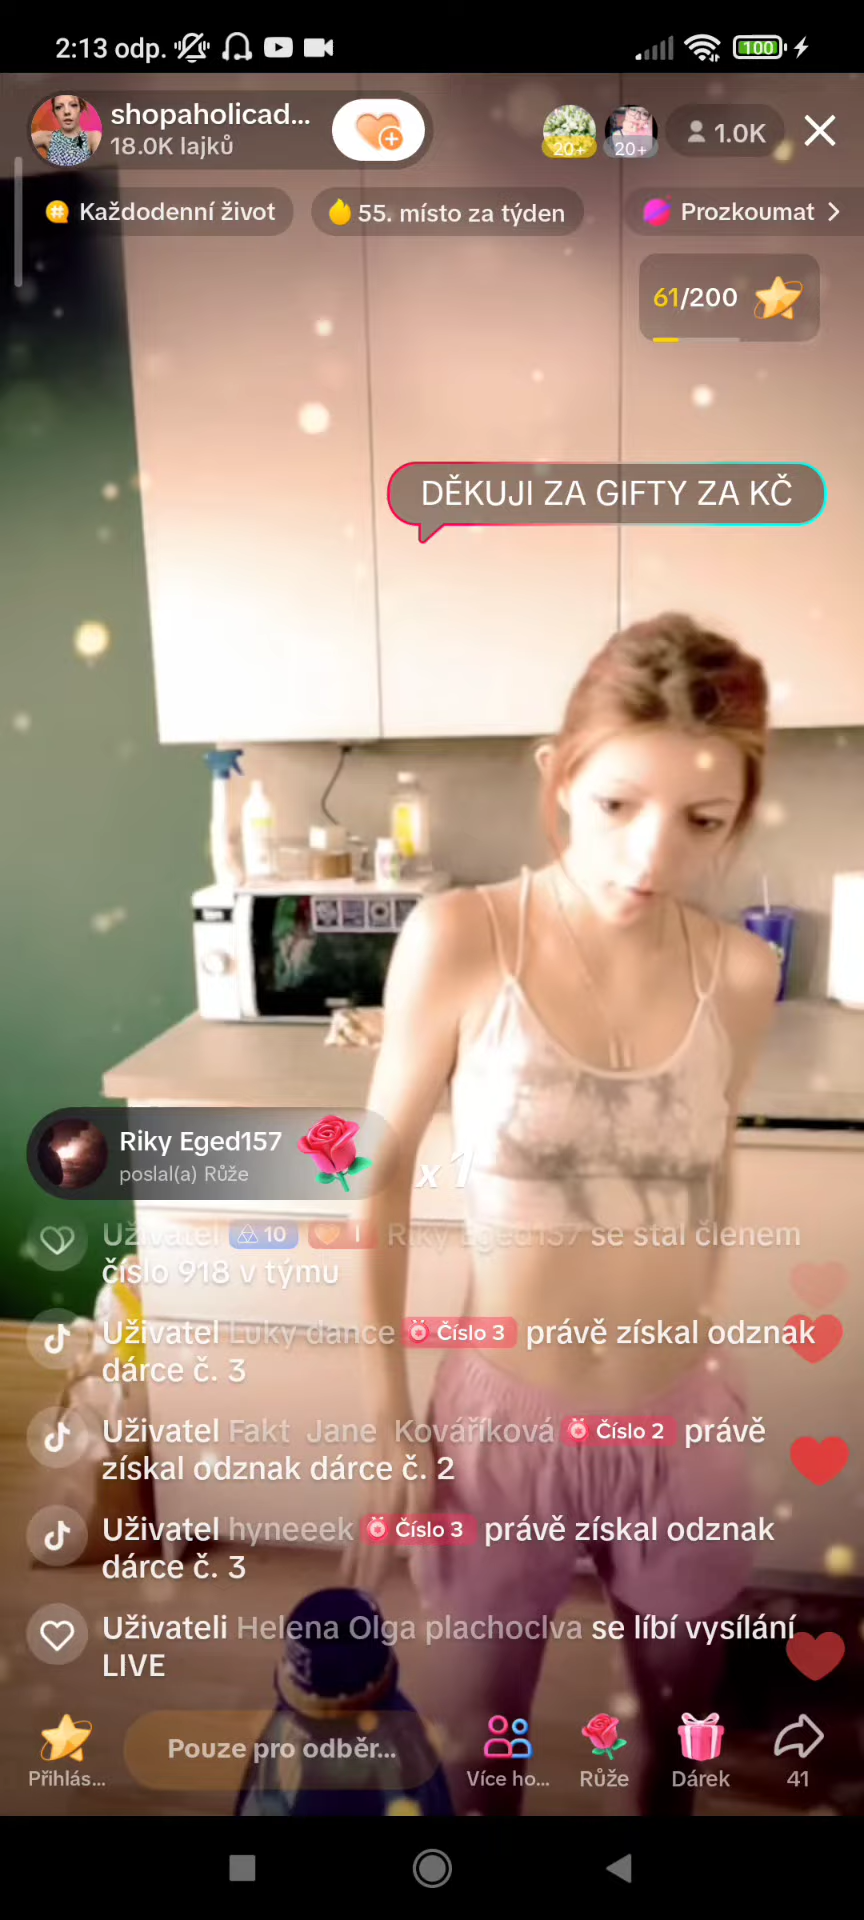 2:13 odp.
100
shopaholicad...
18.0K lajků
20+
20+
1.0K
Každodenní život
55. místo za týden
Prozkoumat
61/200
DĚKUJI ZA GIFTY ZA KČ
Riky Eged157
poslal(a) Růže
x1
Uživatel 10 1 Riky Eged157 se stal členem
číslo 918 v týmu
Uživatel Luky dance Číslo 3 právě získal odznak
dárce č. 3
Uživatel Fakt Jane Kováříková Číslo 2 právě
získal odznak dárce č. 2
Uživatel hyneeek Číslo 3 právě získal odznak
dárce č. 3
Uživateli Helena Olga plachoclva se líbí vysílání
LIVE
Přihlás...
Pouze pro odběr...
Více ho...
Růže
Dárek
41